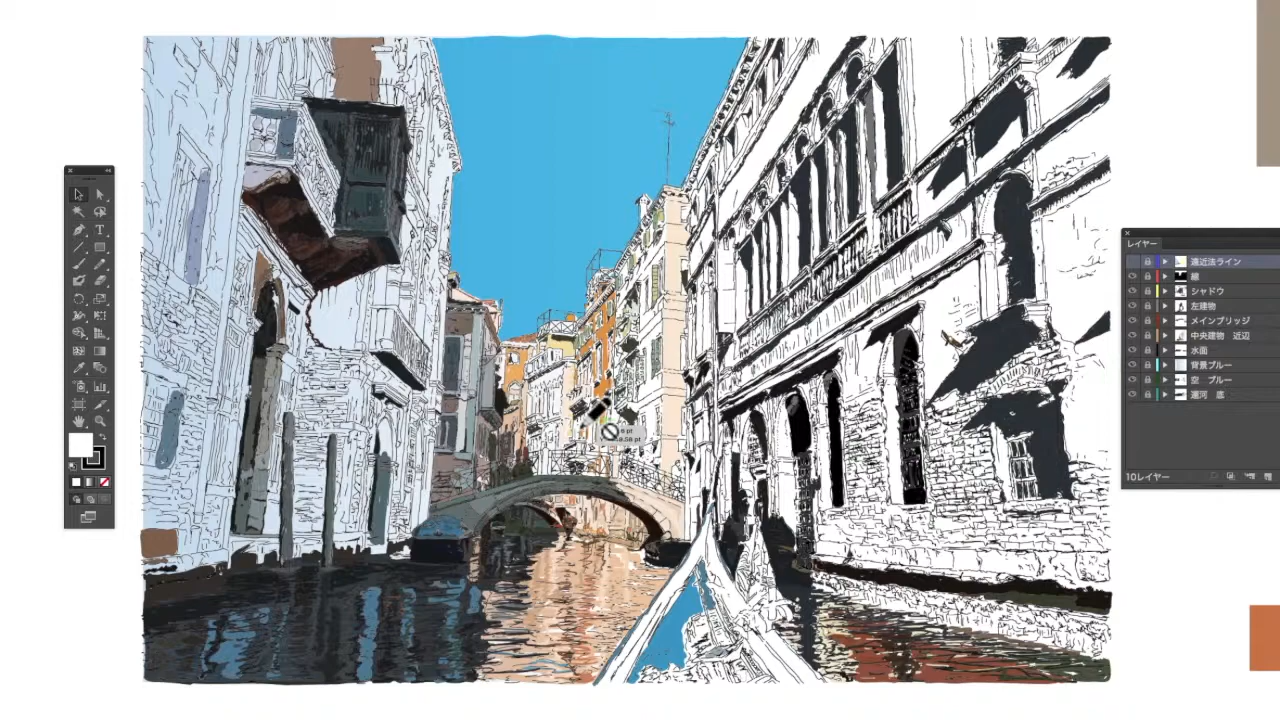 T
6 pt
レイヤー
遠近法ライン
線
シャドウ
左建物
メインブリッジ
中央建物 近辺
水面
背景ブルー
空 ブルー
運河 底
10レイヤー